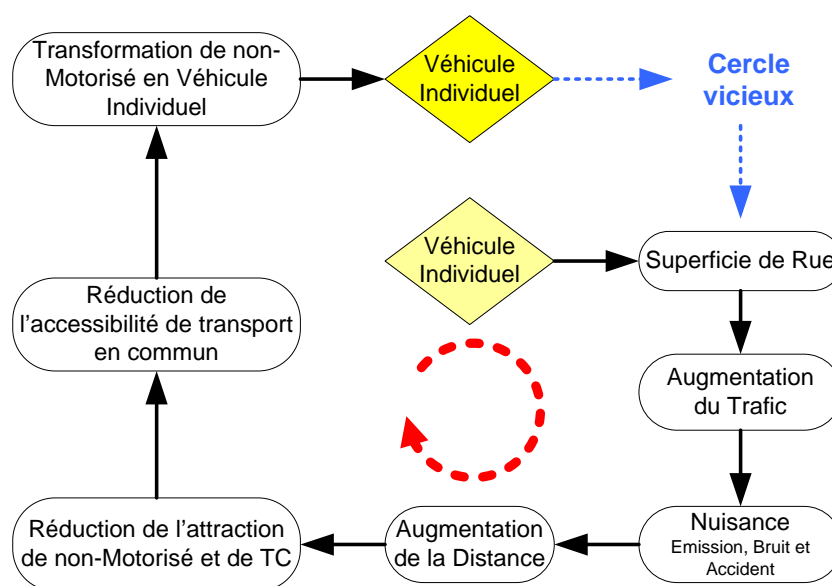 Transformation de non-
Motorisé en Véhicule
Individuel
Véhicule
Individuel
Cercle
vicieux
Véhicule
Individuel
Superficie de Rue
Réduction de
l’accessibilité de transport
en commun
Augmentation
du Trafic
Réduction de l’attraction
de non-Motorisé et de TC
Augmentation
de la Distance
Nuisance
Emission, Bruit et
Accident